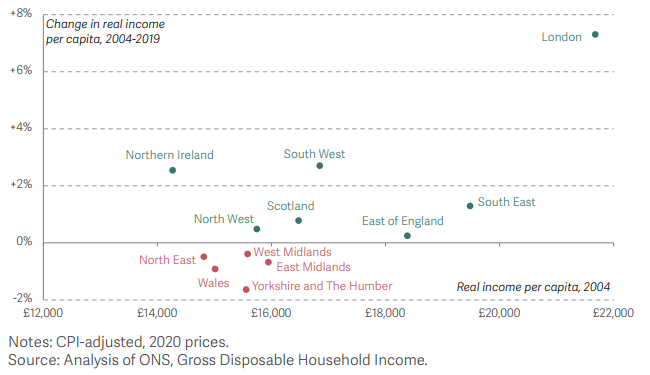 +8%
Change in real income
per capita, 2004-2019
London
+6%
+4%
Northern Ireland
South West
+2%
Scotland
South East
North West
East of England
0%
North East
West Midlands
East Midlands
Wales
Yorkshire and The Humber
Real income per capita, 2004
-2%
£12,000 £14,000 £16,000 £18,000 £20,000 £22,000
Notes: CPI-adjusted, 2020 prices.
Source: Analysis of ONS, Gross Disposable Household Income.